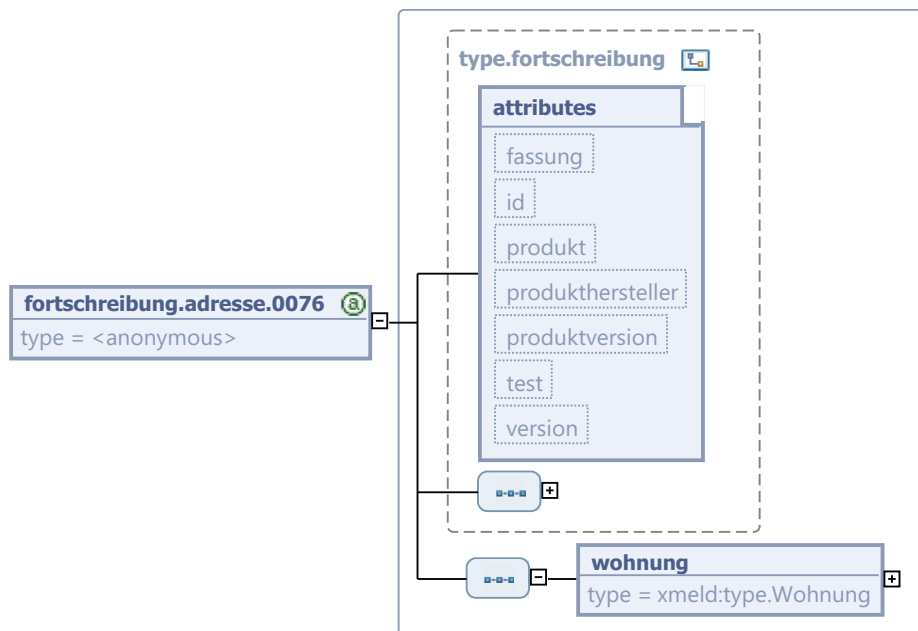 type.fortschreibung
attributes
fassung
id
produkt
produkthersteller
produktversion
test
version
fortschreibung.adresse.0076 @
type = <anonymous>
wohnung
type = xmeld:type.Wohnung